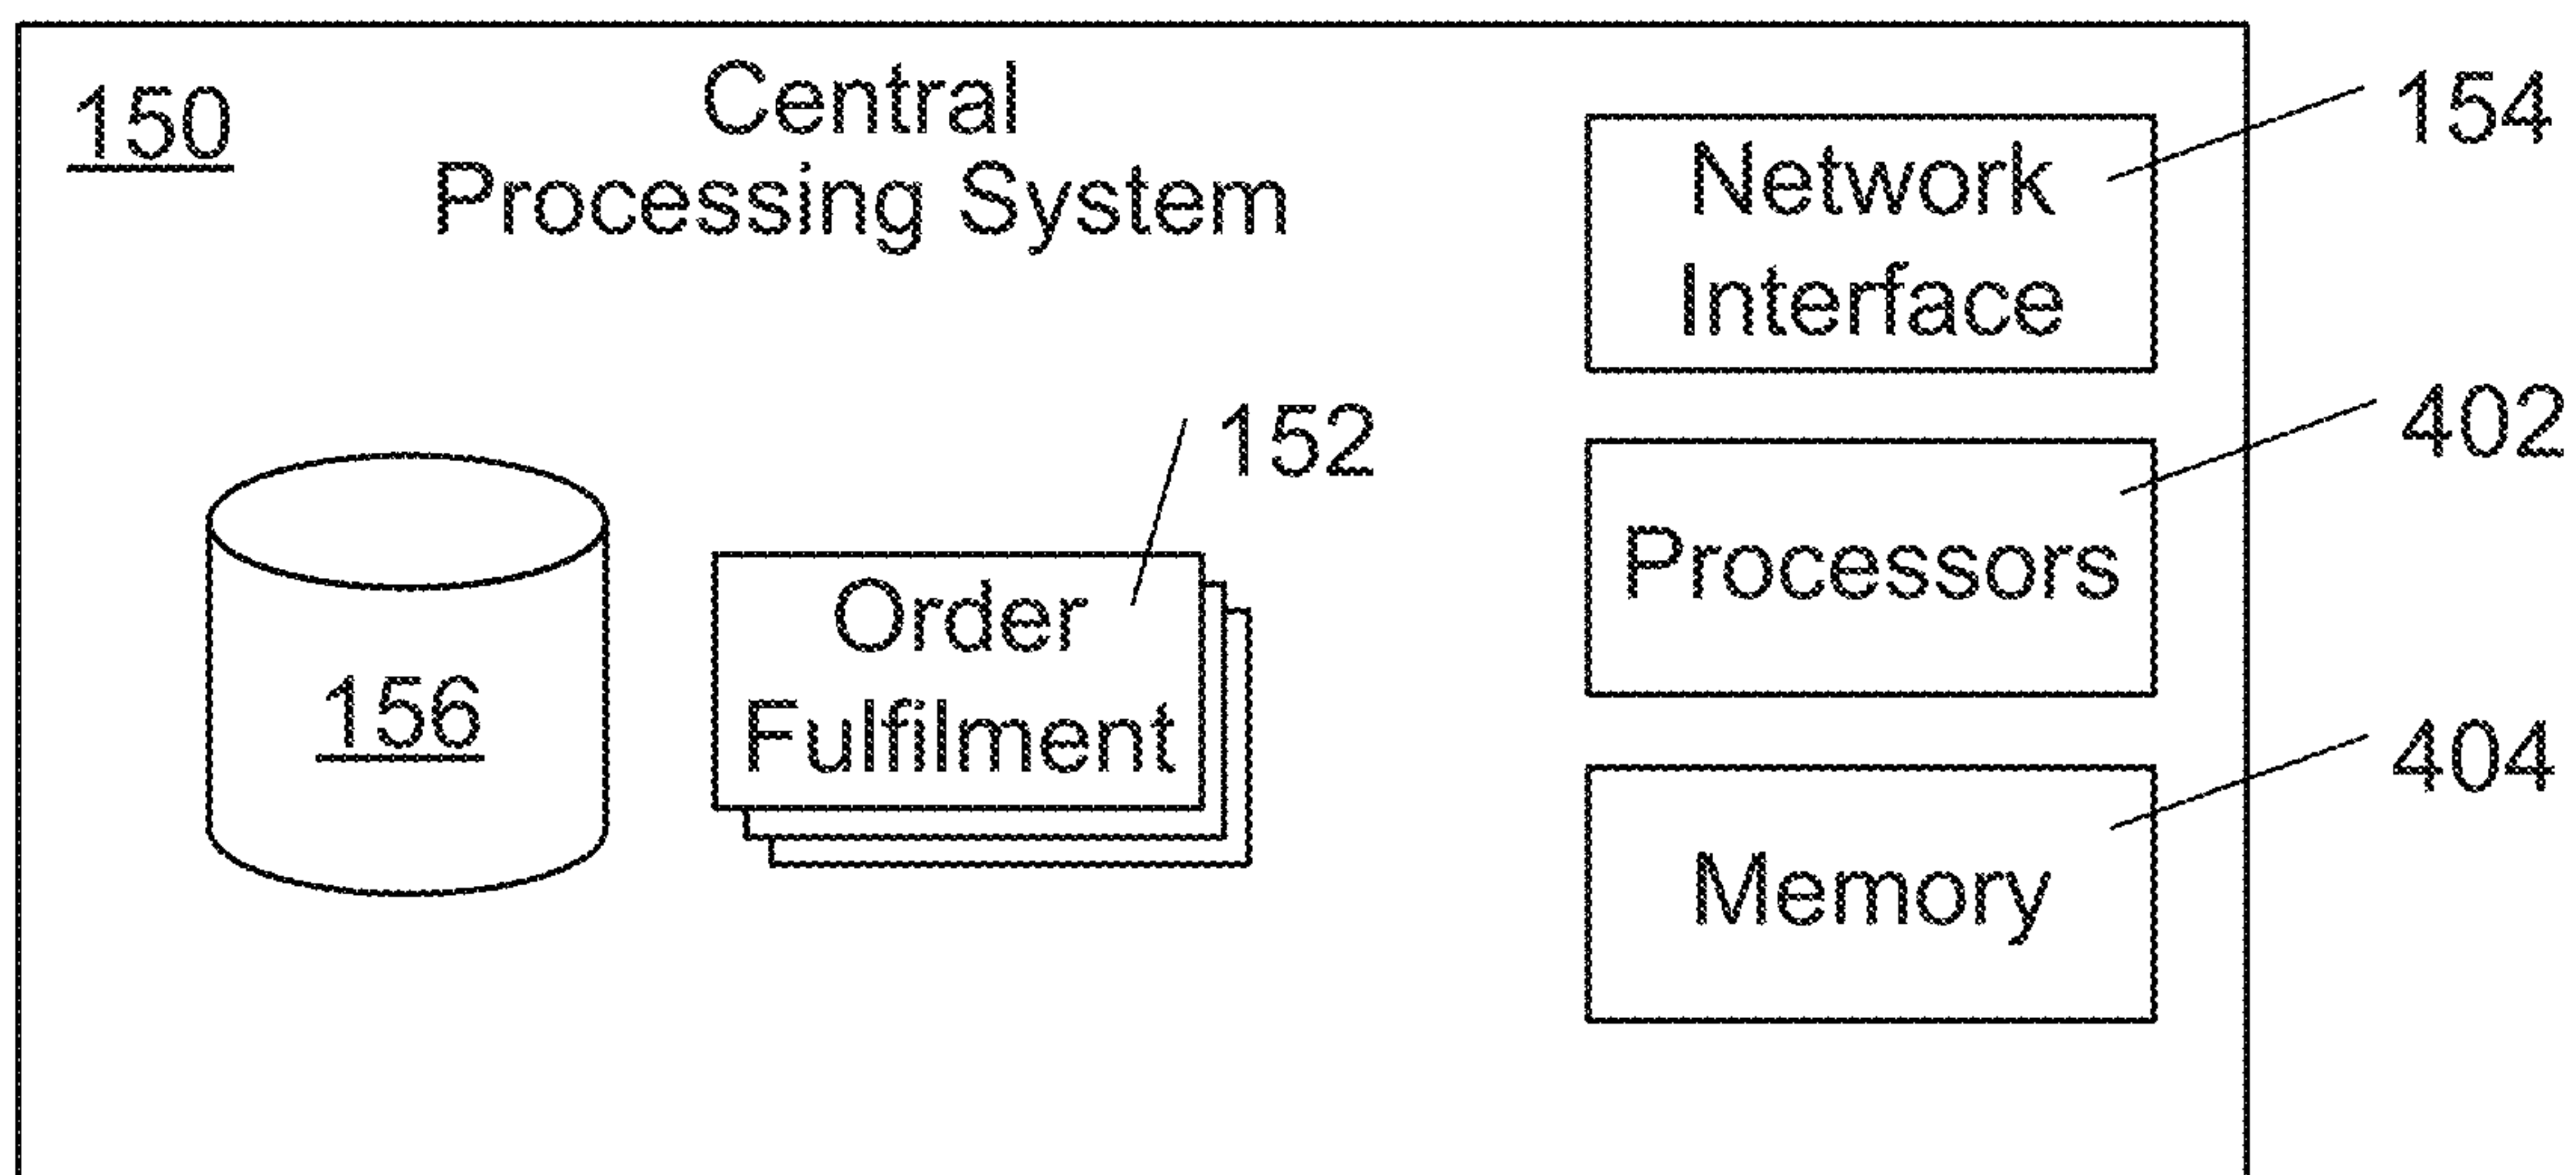 150
Central
Processing System
Network
Interface
154
152
402
Processors
156
Order
Fulfilment
404
Memory